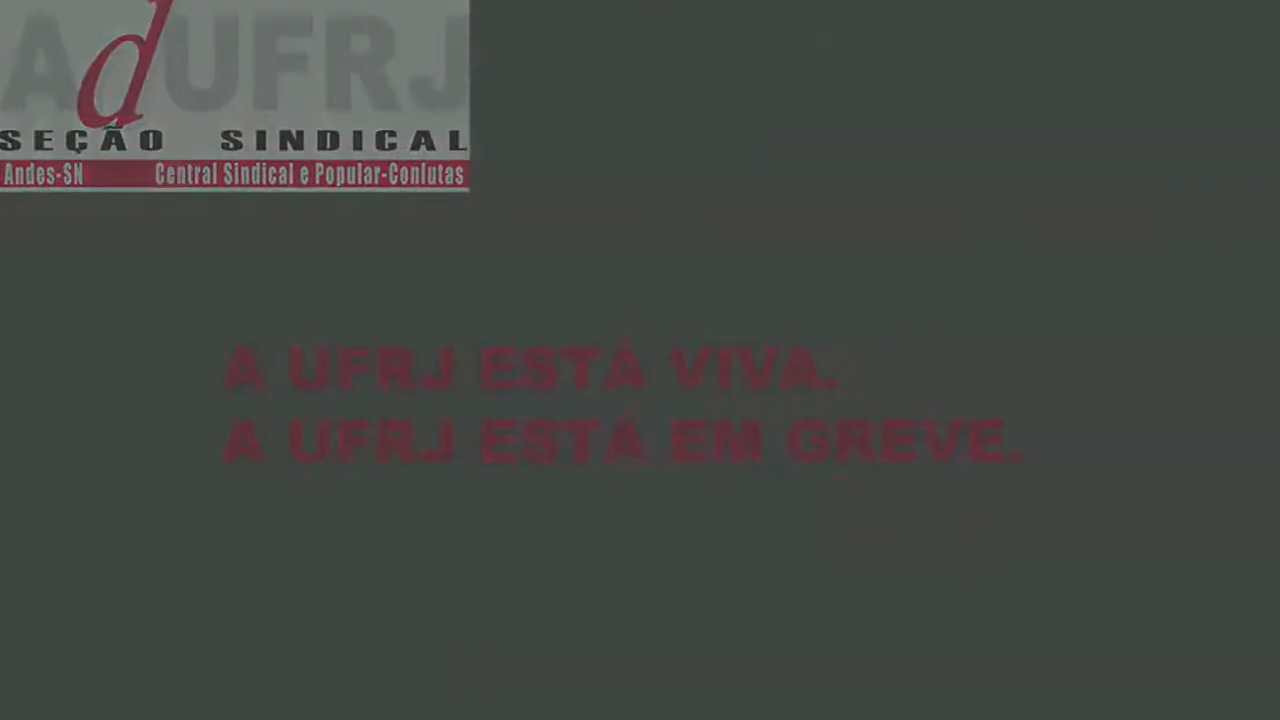 AdUFRJ
SEÇÃO SINDICAL
Andes-SN Central Sindical e Popular-Conlutas
A UFRJ ESTÁ VIVA.
A UFRJ ESTÁ EM GREVE.